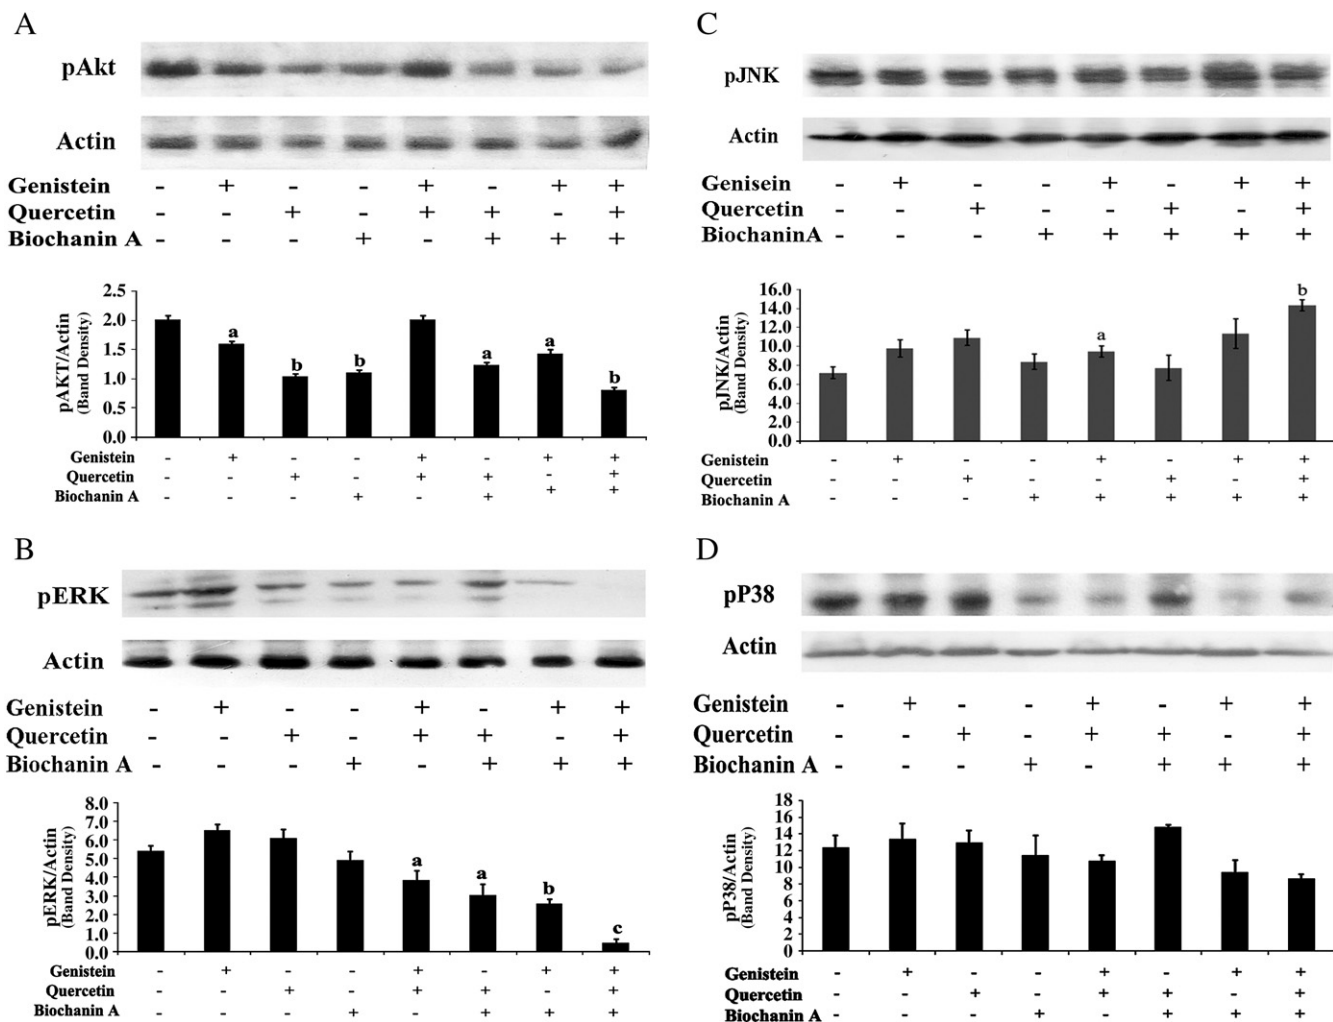 A
pAkt
Actin
Genistein - + - - + - + +
Quercetin - - + - + + - +
Biochanin A - - - + - + + +
pAKT/Actin
(Band Density)
2.5
2.0
1.5
1.0
0.5
0.0
a b b a a b
Genistein - + - - + - + +
Quercetin - - + - + + - +
Biochanin A - - - + - + + +
B
pERK
Actin
Genistein - + - - + - + +
Quercetin - - + - + + - +
Biochanin A - - - + - + + +
pERK/Actin
(Band Density)
8.0
7.0
6.0
5.0
4.0
3.0
2.0
1.0
0.0
a a b c
Genistein - + - - + - + +
Quercetin - - + - + + - +
Biochanin A - - - + - + + +
C
pJNK
Actin
Genisein - + - - + - + +
Quercetin - - + - - + - +
BiochaninA - - - + + + + +
pJNK/Actin
(Band Density)
16.0
14.0
12.0
10.0
8.0
6.0
4.0
2.0
0.0
a b
Genistein - + - - + - + +
Quercetin - - + - - + - +
Biochanin A - - - + + + + +
D
pP38
Actin
Genistein - + - - + - + +
Quercetin - - + - + + - +
Biochanin A - - - + - + + +
pP38/Actin
(Band Density)
18
16
14
12
10
8
6
4
2
0
Genistein - + - - + - + +
Quercetin - - + - + + - +
Biochanin A - - - + - + + +